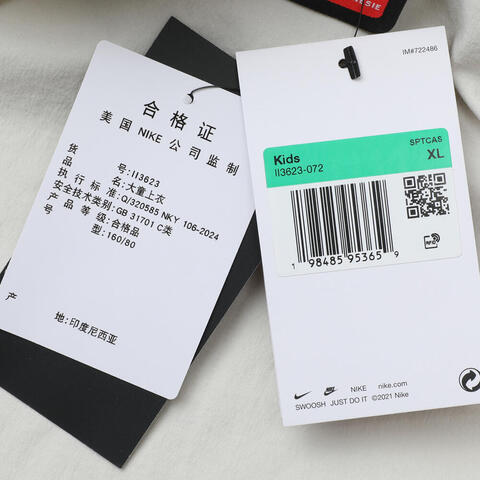 SIE
合格证
美国 NIKE 公司监制
货 号:II3623
品 名:大童上衣
执行标准:Q/320585 NKY 106-2024
安全技术类别:GB 31701 C类
产品等级:合格品
型:160/80
产 地:印度尼西亚
IM#722486
SPTCAS
Kids XL
II3623-072
1 98485 95365 9
NIKE nike.com
SWOOSH JUST DO IT ©2021 Nike